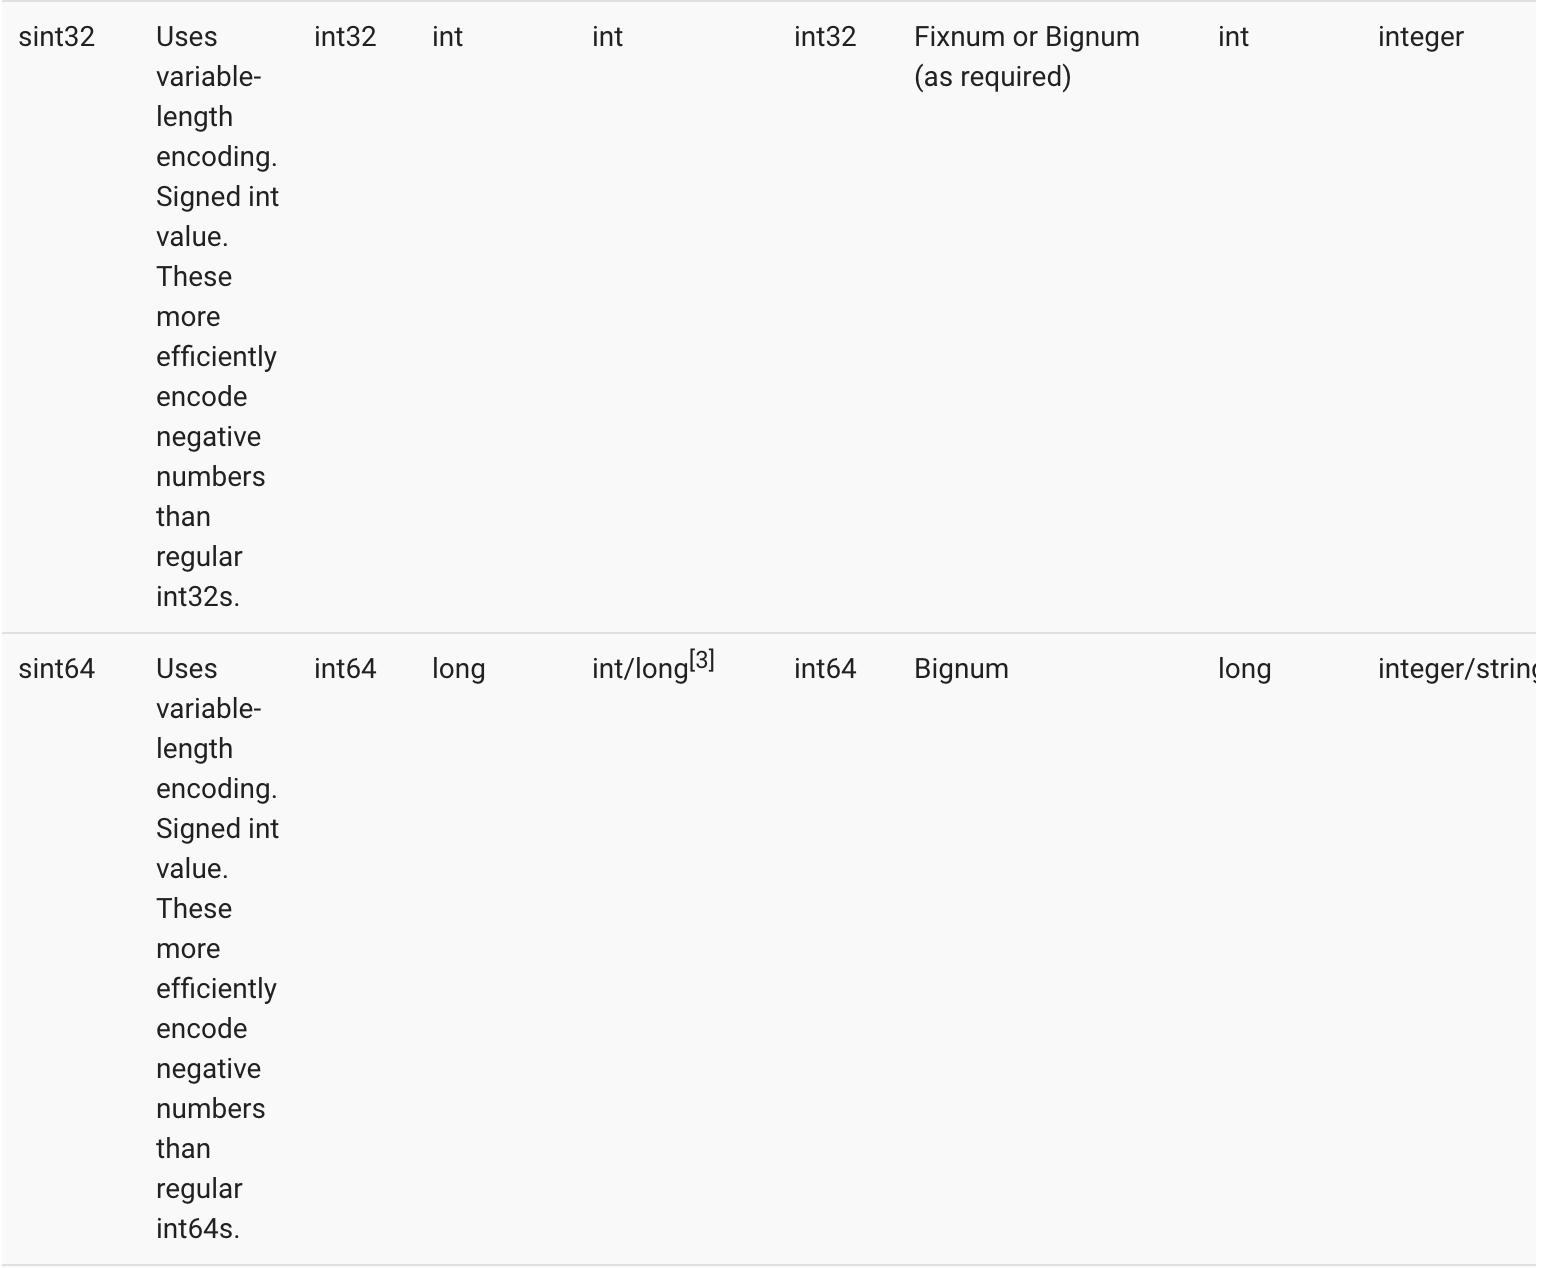 sint32 Uses int32 int int int32 Fixnum or Bignum int integer
variable- (as required)
length
encoding.
Signed int
value.
These
more
efficiently
encode
negative
numbers
than
regular
int32s.
sint64 Uses int64 long int/long[3] int64 Bignum long integer/string
variable-
length
encoding.
Signed int
value.
These
more
efficiently
encode
negative
numbers
than
regular
int64s.